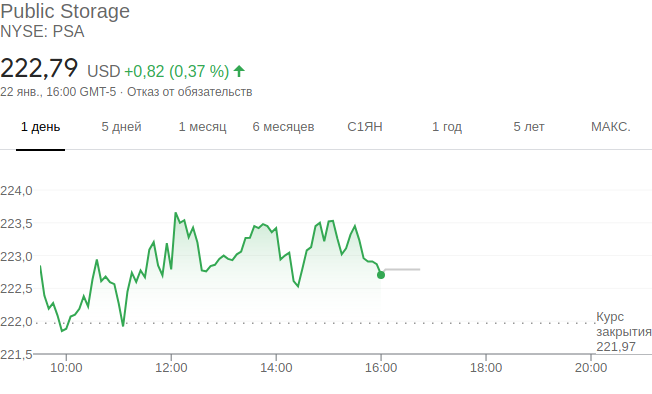 Public Storage
NYSE: PSA
222,79 USD +0,82 (0,37 %)
22 янв., 16:00 GMT-5 · Отказ от обязательств
1 день 5 дней 1 месяц 6 месяцев С1ЯН 1 год 5 лет МАКС.
224,0
223,5
223,0
222,5
222,0
221,5
Курс
закрытия
221,97
10:00 12:00 14:00 16:00 18:00 20:00